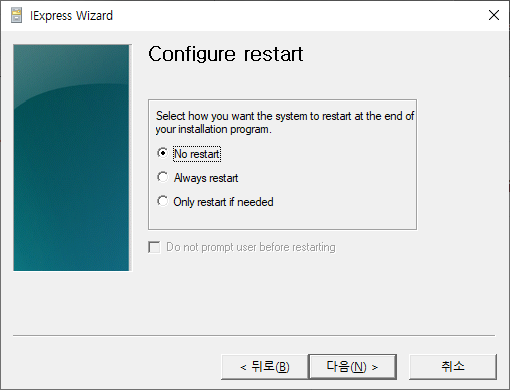 IExpress Wizard
Configure restart
Select how you want the system to restart at the end of
your installation program.
No restart
Always restart
Only restart if needed
Do not prompt user before restarting
< 뒤로(B)
다음(N) >
취소